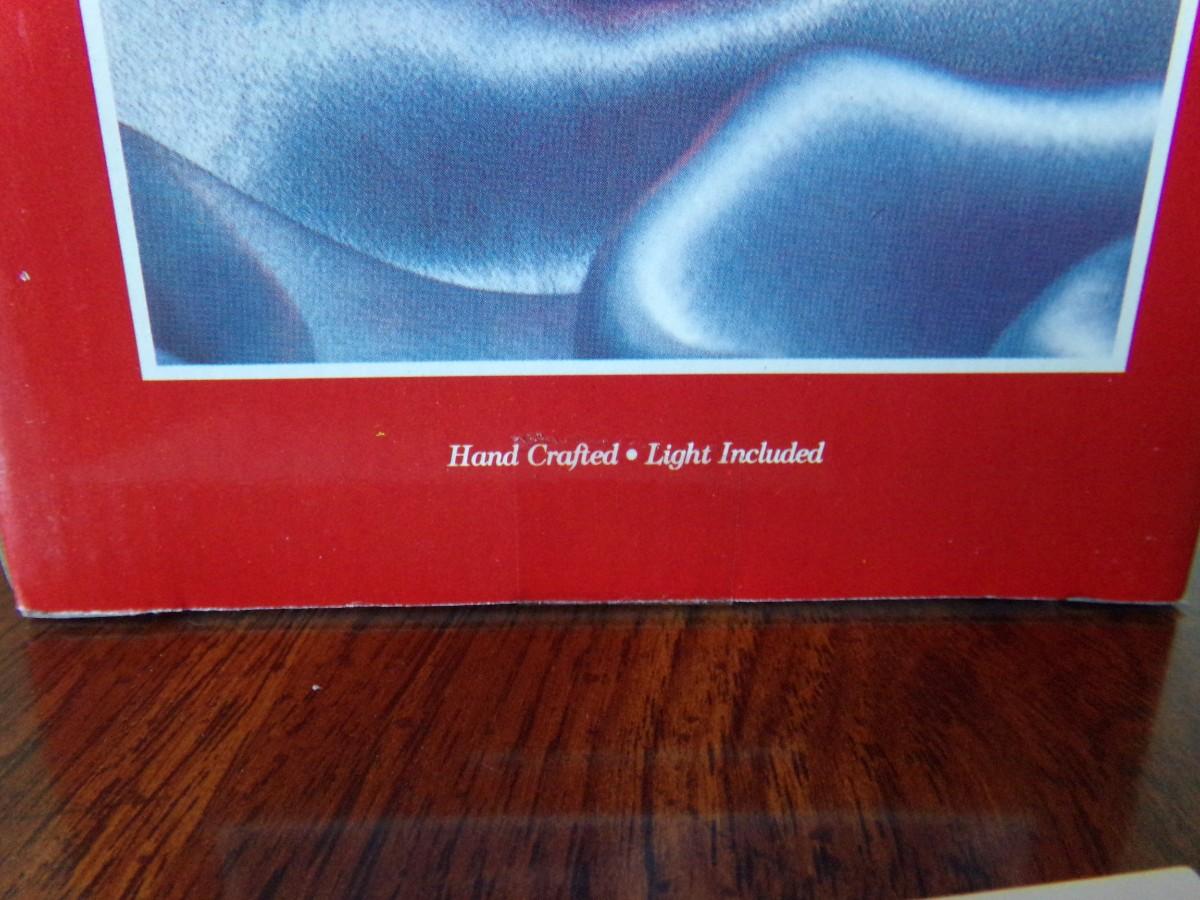 Hand Crafted • Light Included